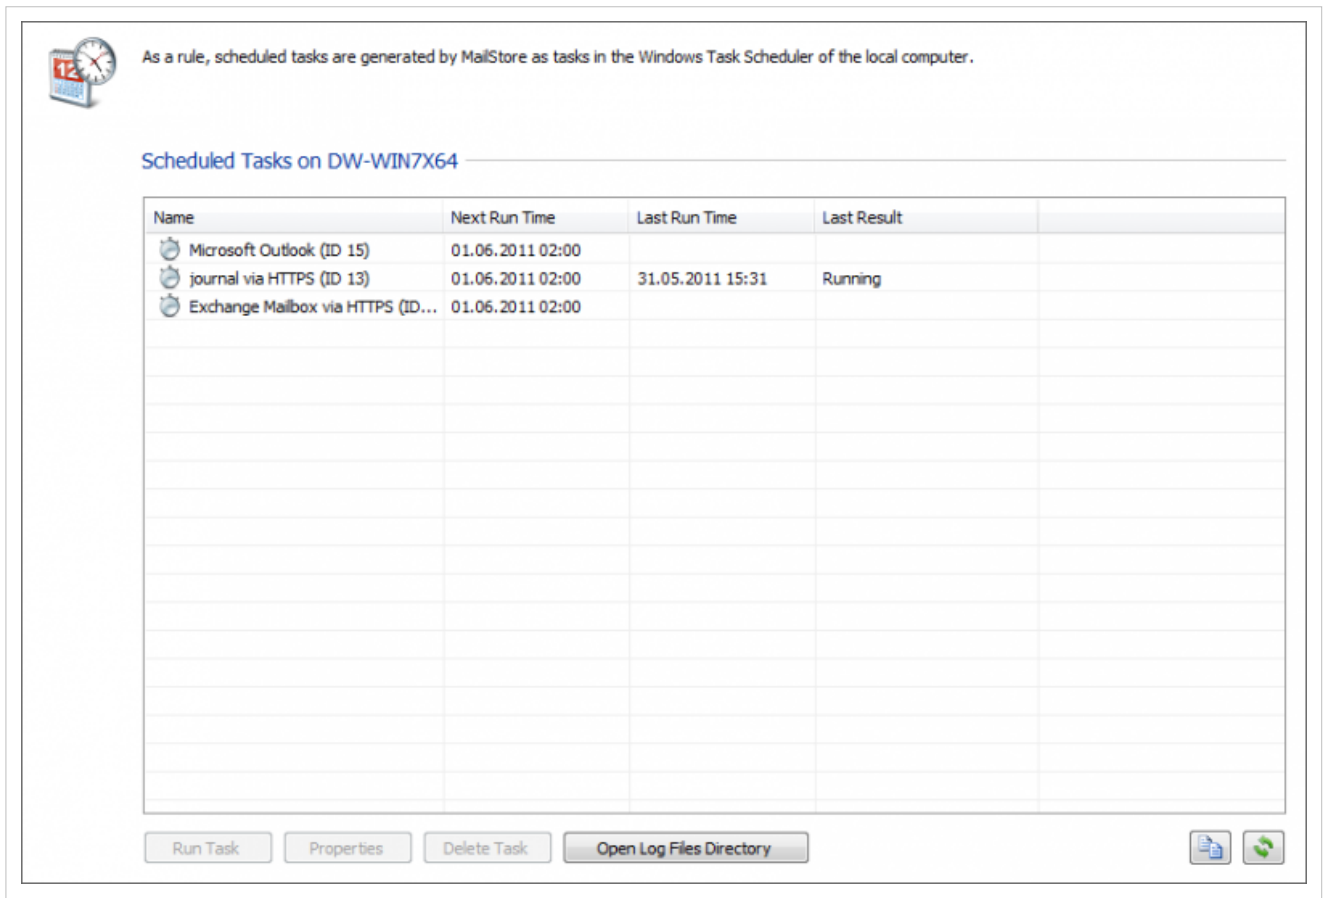 12
As a rule, scheduled tasks are generated by MailStore as tasks in the Windows Task Scheduler of the local computer.
Scheduled Tasks on DW-WIN7X64
Name Next Run Time Last Run Time Last Result
Microsoft Outlook (ID 15) 01.06.2011 02:00
journal via HTTPS (ID 13) 01.06.2011 02:00 31.05.2011 15:31 Running
Exchange Mailbox via HTTPS (ID... 01.06.2011 02:00
Run Task Properties Delete Task Open Log Files Directory